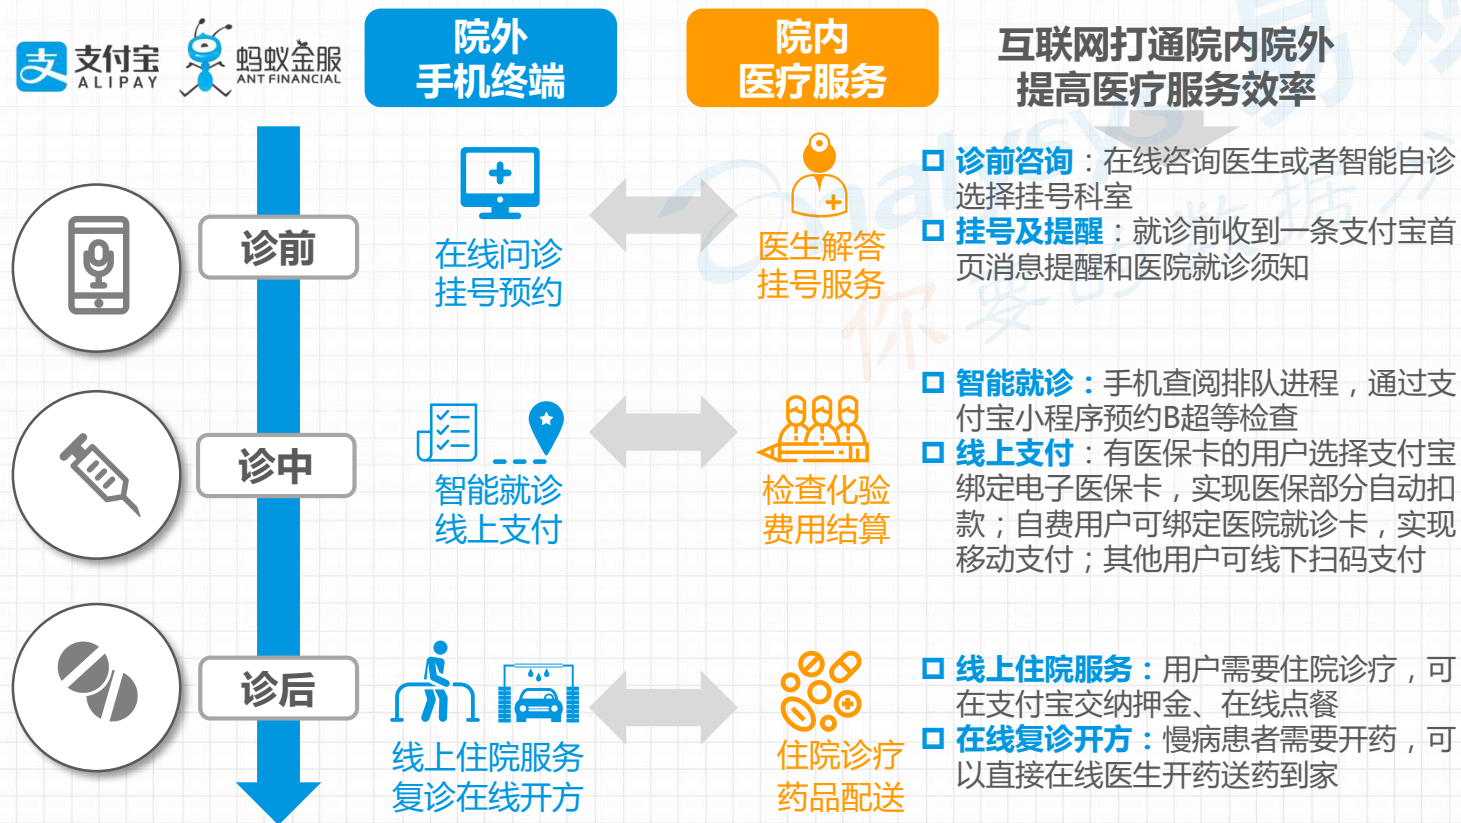 支付宝
ALIPAY
蚂蚁金服
ANT FINANCIAL
院外
手机终端
院内
医疗服务
互联网打通院内院外
提高医疗服务效率
诊前
在线问诊
挂号预约
医生解答
挂号服务
诊前咨询：在线咨询医生或者智能自诊
选择挂号科室
挂号及提醒：就诊前收到一条支付宝首
页消息提醒和医院就诊须知
诊中
智能就诊
线上支付
检查化验
费用结算
智能就诊：手机查阅排队进程，通过支
付宝小程序预约B超等检查
线上支付：有医保卡的用户选择支付宝
绑定电子医保卡，实现医保部分自动扣
款；自费用户可绑定医院就诊卡，实现
移动支付；其他用户可线下扫码支付
诊后
线上住院服务
复诊在线开方
住院诊疗
药品配送
线上住院服务：用户需要住院诊疗，可
在支付宝交纳押金、在线点餐
在线复诊开方：慢病患者需要开药，可
以直接在线医生开药送药到家
易观
analysys
你要的数据分